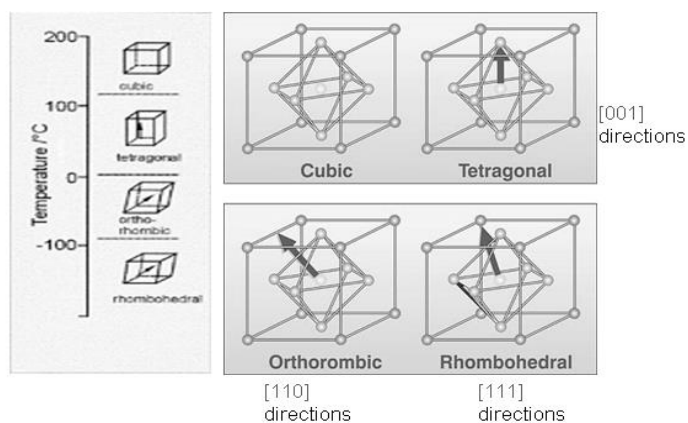 Temperature /°C
200
100
0
-100
cubic
tetragonal
ortho-
rhombic
rhombohedral
Cubic
Tetragonal
[001]
directions
Orthorombic
Rhombohedral
[110]
directions
[111]
directions